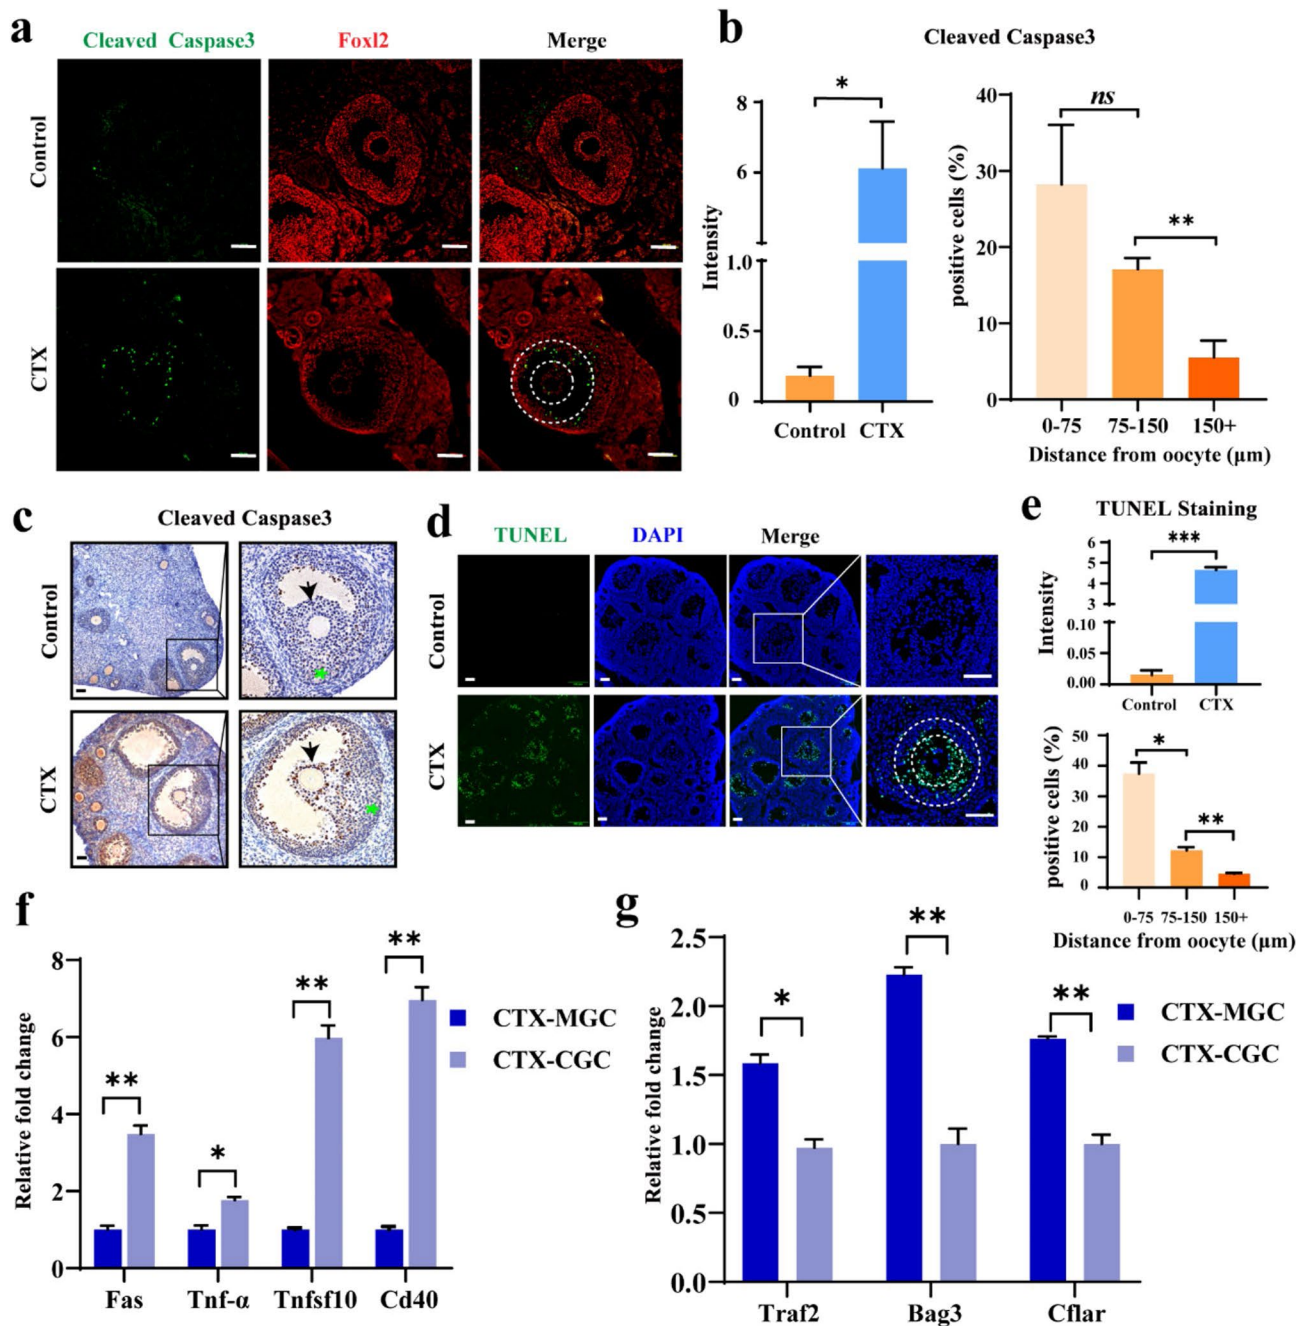 a
Cleaved Caspase3
Foxl2
Merge
Control
CTX
b
Cleaved Caspase3
*
8
6
1.0
0.5
0
Intensity
Control
CTX
ns
**
40
30
20
10
0
positive cells (%)
0-75
75-150
150+
Distance from oocyte (μm)
c
Cleaved Caspase3
Control
CTX
d
TUNEL
DAPI
Merge
Control
CTX
e
TUNEL Staining
***
6
5
4
3
0.10
0.05
0.00
Intensity
Control
CTX
*
**
50
40
30
20
10
0
positive cells (%)
0-75
75-150
150+
Distance from oocyte (μm)
f
**
*
**
**
8
6
4
2
0
Relative fold change
CTX-MGC
CTX-CGC
Fas
Tnf-α
Tnfsf10
Cd40
g
*
**
**
2.5
2.0
1.5
1.0
0.5
0.0
Relative fold change
CTX-MGC
CTX-CGC
Traf2
Bag3
Cflar